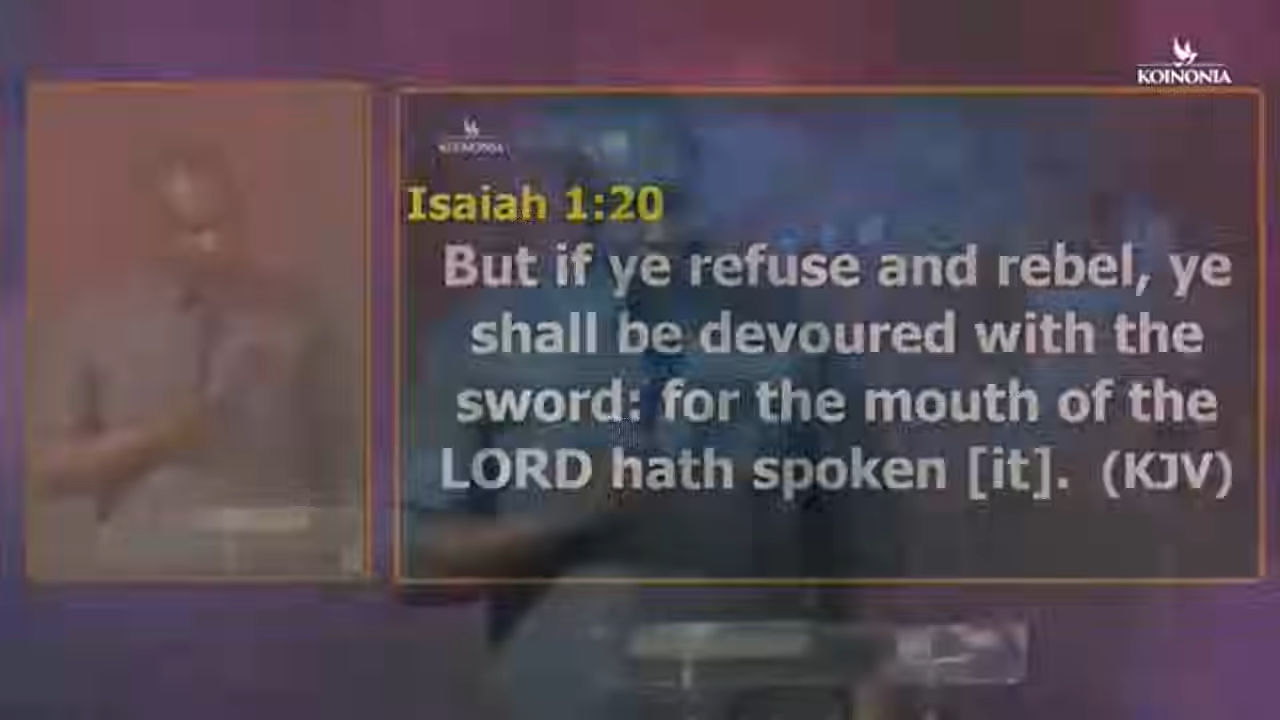 KOINONIA
KOINONIA
Isaiah 1:20
But if ye refuse and rebel, ye
shall be devoured with the
sword: for the mouth of the
LORD hath spoken [it]. (KJV)